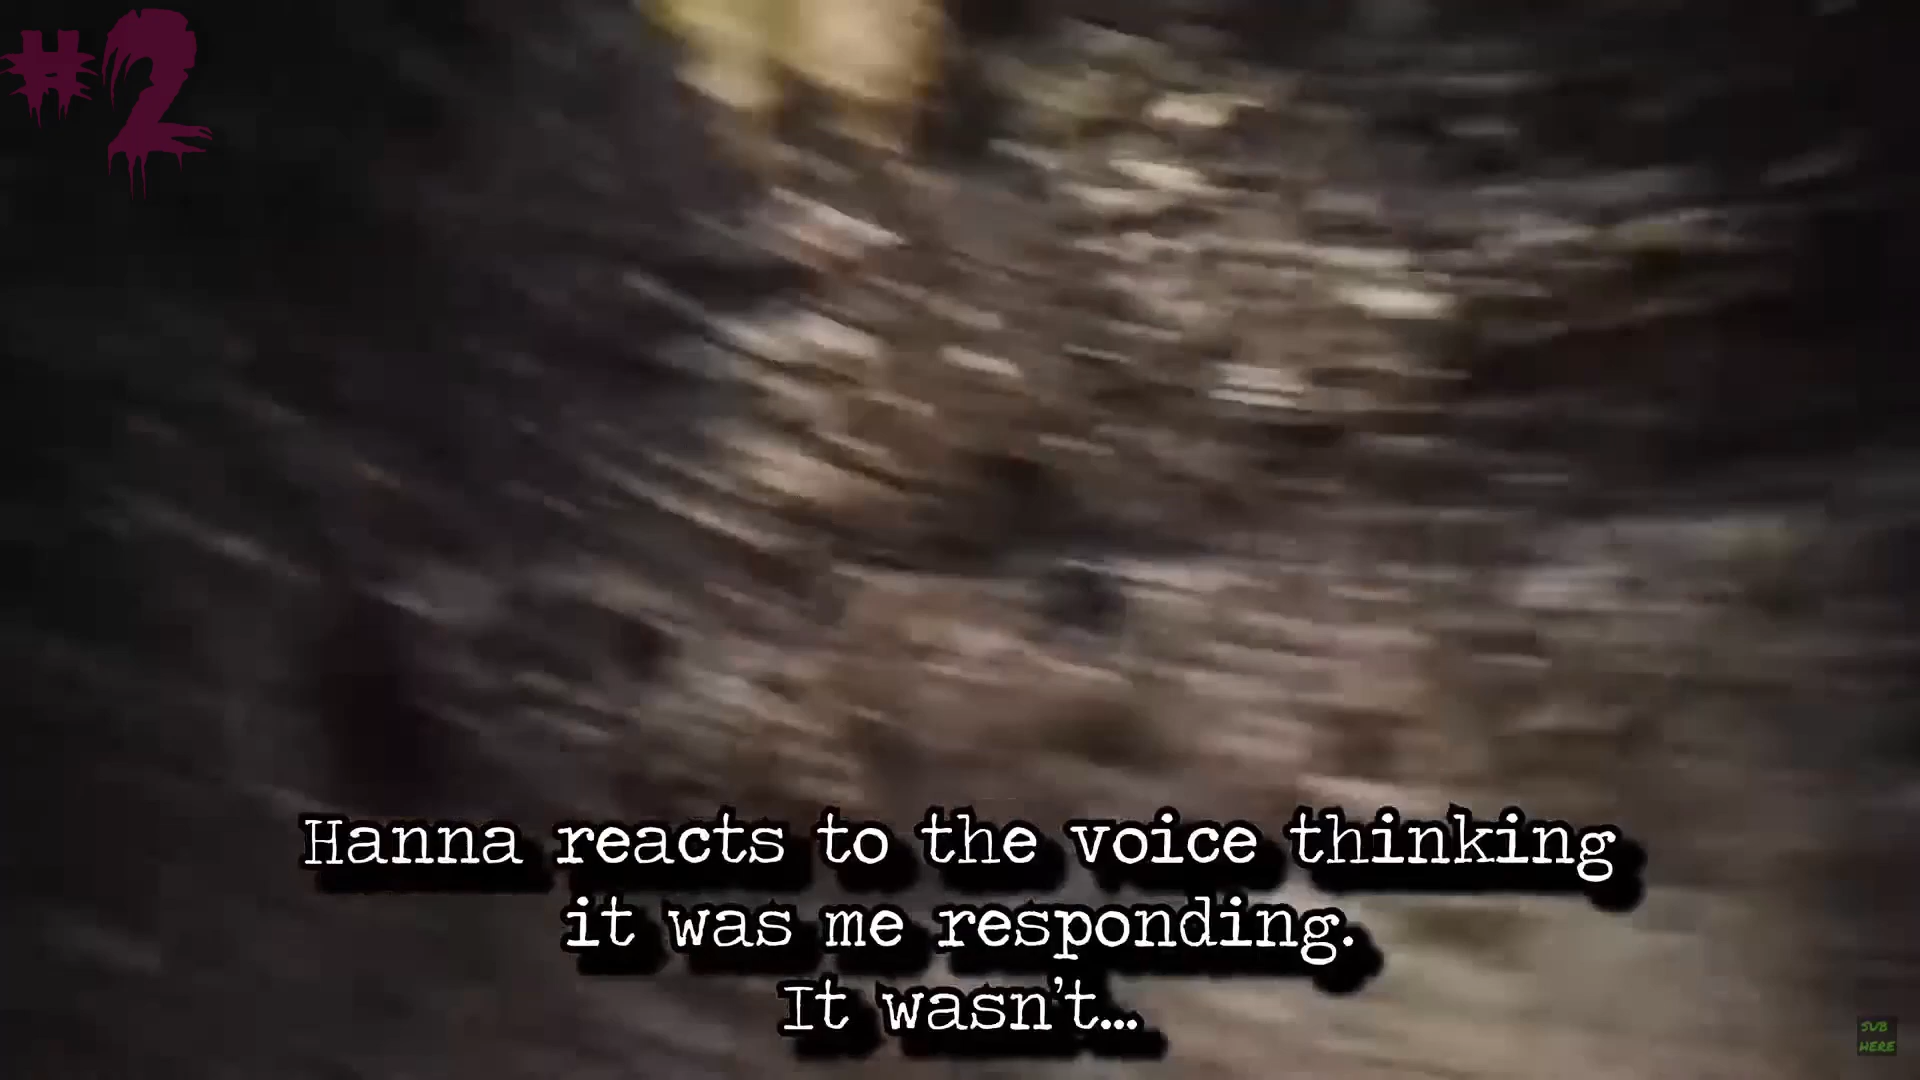 #2
Hanna reacts to the voice thinking
it was me responding.
It wasn't...
SUB
HERE